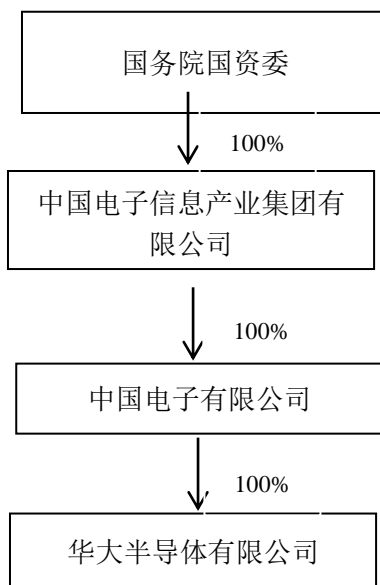 国务院国资委
100%
中国电子信息产业集团有
限公司
100%
中国电子有限公司
100%
华大半导体有限公司